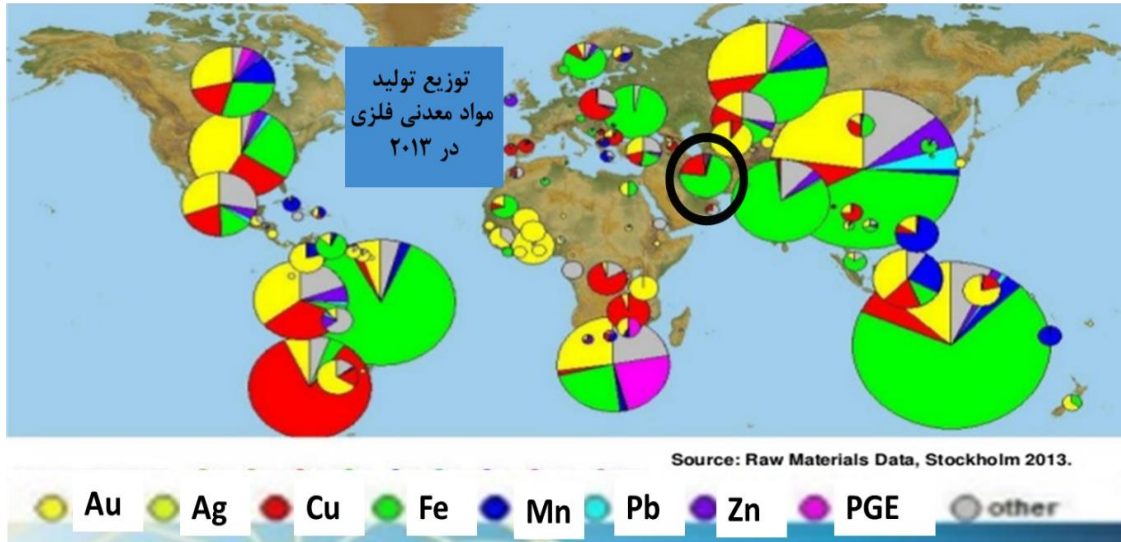 توزیع تولید
مواد معدنی فلزی
در ۲۰۱۳
Source: Raw Materials Data, Stockholm 2013.
Au Ag Cu Fe Mn Pb Zn PGE other